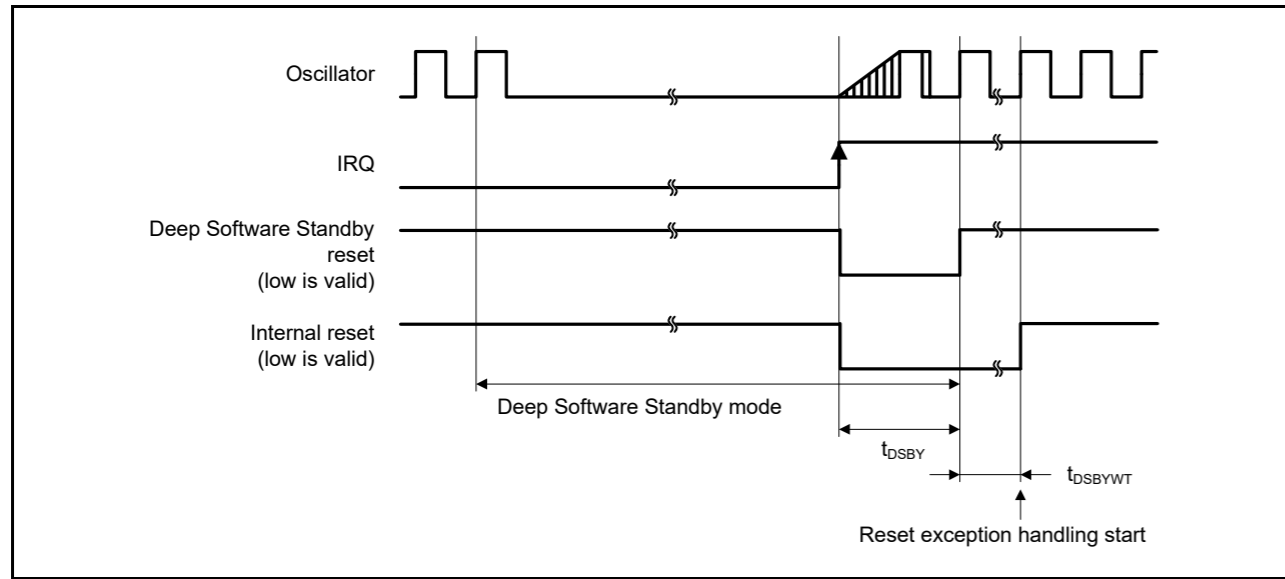 Oscillator
IRQ
Deep Software Standby
reset
(low is valid)
Internal reset
(low is valid)
Deep Software Standby mode
tDSBY
tDSBYWT
Reset exception handling start